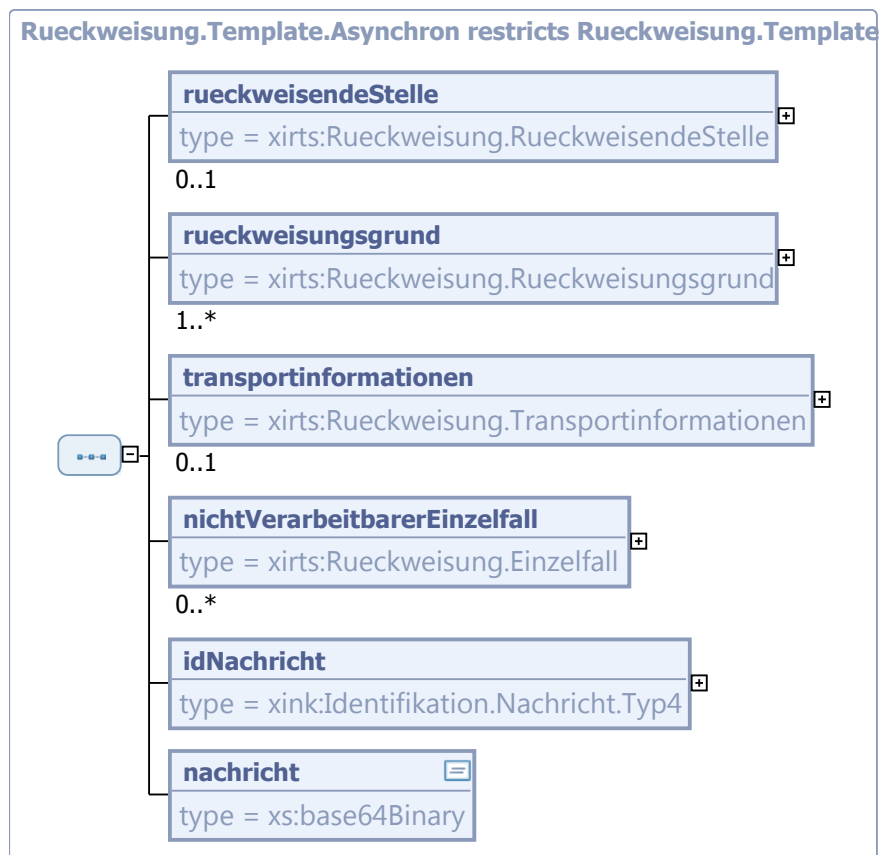 Rueckweisung.Template.Asynchron restricts Rueckweisung.Template
rueckweisendeStelle
type = xirts:Rueckweisung.RueckweisendeStelle
0..1
rueckweisungsgrund
type = xirts:Rueckweisung.Rueckweisungsgrund
1..*
transportinformationen
type = xirts:Rueckweisung.Transportinformationen
0..1
nichtVerarbeitbarerEinzelfall
type = xirts:Rueckweisung.Einzelfall
0..*
idNachricht
type = xink:Identifikation.Nachricht.Typ4
nachricht
type = xs:base64Binary